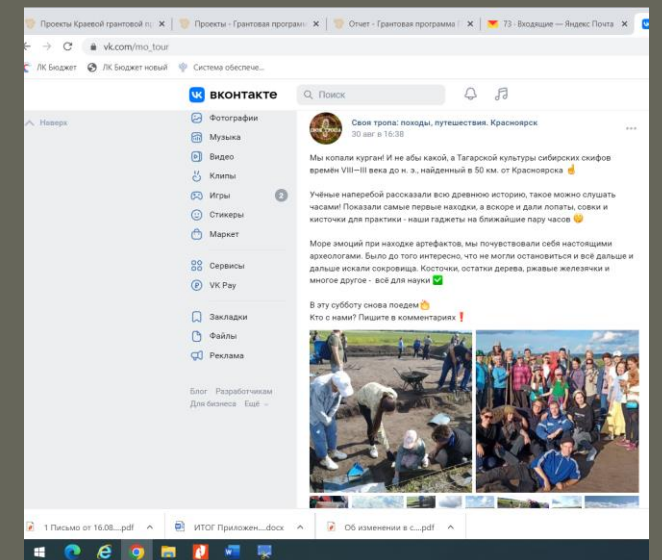 Проекты Краевой грантовой п
Проекты - Грантовая програм
Отчет - Грантовая программа
73 - Входящие — Яндекс Почта
vk.com/mo_tour
ЛК Бюджет
ЛК Бюджет новый
Система обеспече...
вконтакте
Поиск
Наверх
Фотографии
Музыка
Видео
Клипы
Игры
2
Стикеры
Маркет
Сервисы
VK Pay
Закладки
Файлы
Реклама
Блог Разработчикам
Для бизнеса Ещё
Своя тропа: походы, путешествия. Красноярск
30 авг в 16:38
Мы копали курган! И не абы какой, а Тагарской культуры сибирских скифов
времён VIII—III века до н. э., найденный в 50 км. от Красноярска ☝
Учёные наперебой рассказали всю древнюю историю, такое можно слушать
часами! Показали самые первые находки, а вскоре и дали лопаты, совки и
кисточки для практики - наши гаджеты на ближайшие пару часов
Море эмоций при находке артефактов, мы почувствовали себя настоящими
археологами. Было до того интересно, что не могли остановиться и всё дальше и
дальше искали сокровища. Косточки, остатки дерева, ржавые железячки и
многое другое - всё для науки ✅
В эту субботу снова поедем
Кто с нами? Пишите в комментариях ❗
1 Письмо от 16.08....pdf
ИТОГ Приложен....docx
Об изменении в с....pdf